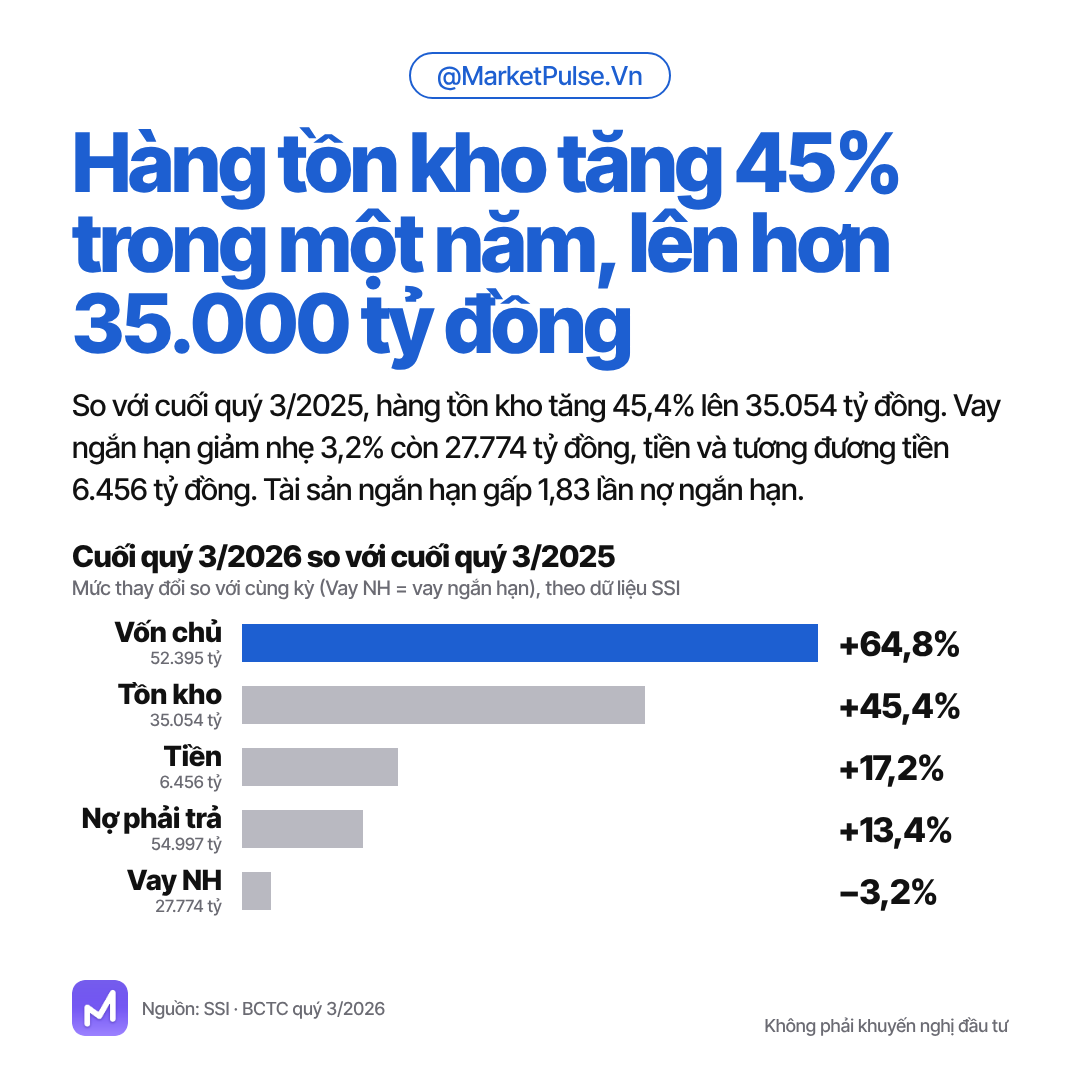 @MarketPulse.Vn
Hàng tồn kho tăng 45%
trong một năm, lên hơn
35.000 tỷ đồng
So với cuối quý 3/2025, hàng tồn kho tăng 45,4% lên 35.054 tỷ đồng. Vay
ngắn hạn giảm nhẹ 3,2% còn 27.774 tỷ đồng, tiền và tương đương tiền
6.456 tỷ đồng. Tài sản ngắn hạn gấp 1,83 lần nợ ngắn hạn.
Cuối quý 3/2026 so với cuối quý 3/2025
Mức thay đổi so với cùng kỳ (Vay NH = vay ngắn hạn), theo dữ liệu SSI
Vốn chủ
52.395 tỷ
+64,8%
Tồn kho
35.054 tỷ
+45,4%
Tiền
6.456 tỷ
+17,2%
Nợ phải trả
54.997 tỷ
+13,4%
Vay NH
27.774 tỷ
−3,2%
Nguồn: SSI · BCTC quý 3/2026
Không phải khuyến nghị đầu tư